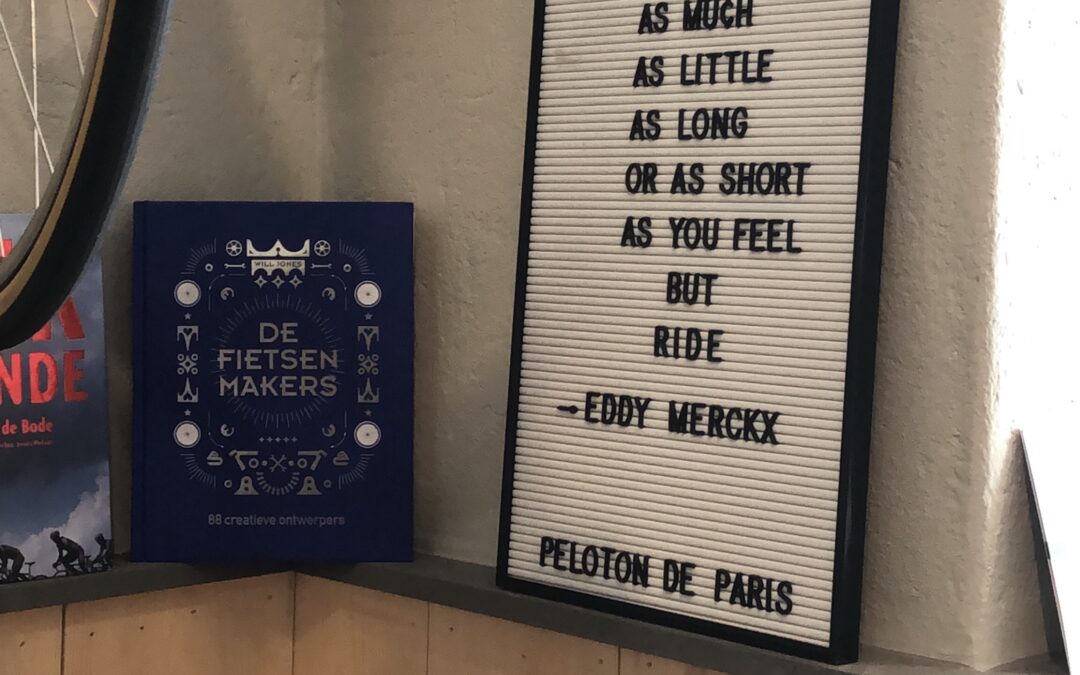 NDE
de Bode
WILL JONES
DE
FIETSEN
MAKERS
88 creatieve ontwerpers
AS MUCH
AS LITTLE
AS LONG
OR AS SHORT
AS YOU FEEL
BUT
RIDE
-EDDY MERCKX
PELOTON DE PARIS